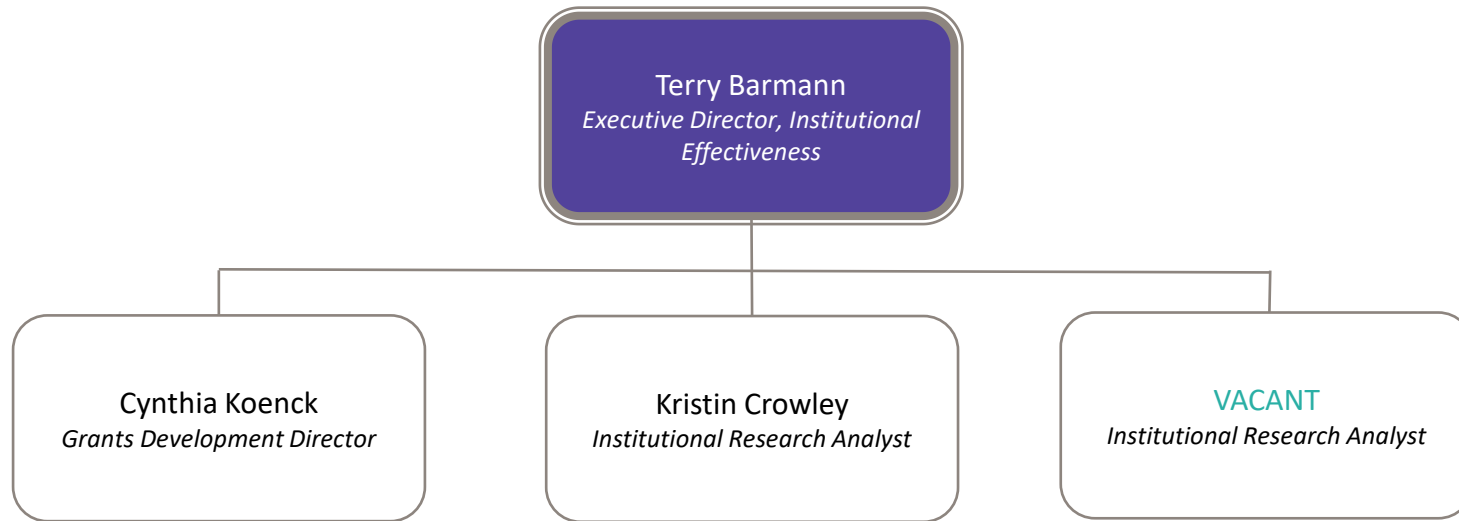 Terry Barmann
Executive Director, Institutional
Effectiveness
Cynthia Koenck
Grants Development Director
Kristin Crowley
Institutional Research Analyst
VACANT
Institutional Research Analyst